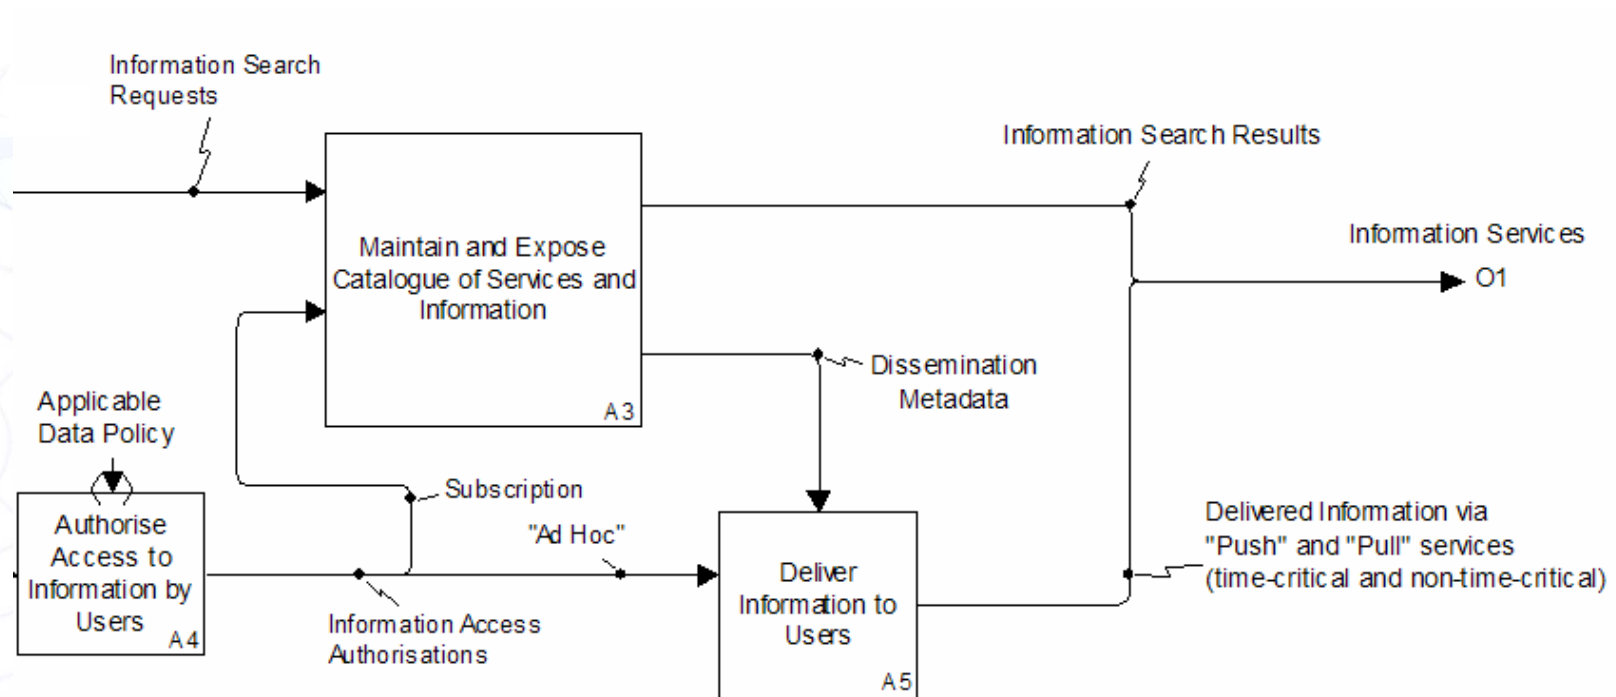 Information Search
Requests
Information Search Results
Information Services
O1
Maintain and Expose
Catalogue of Services and
Information
A3
Dissemination
Metadata
Applicable
Data Policy
Subscription
"Ad Hoc"
Authorise
Access to
Information by
Users
A4
Information Access
Authorisations
Deliver
Information to
Users
A5
Delivered Information via
"Push" and "Pull" services
(time-critical and non-time-critical)